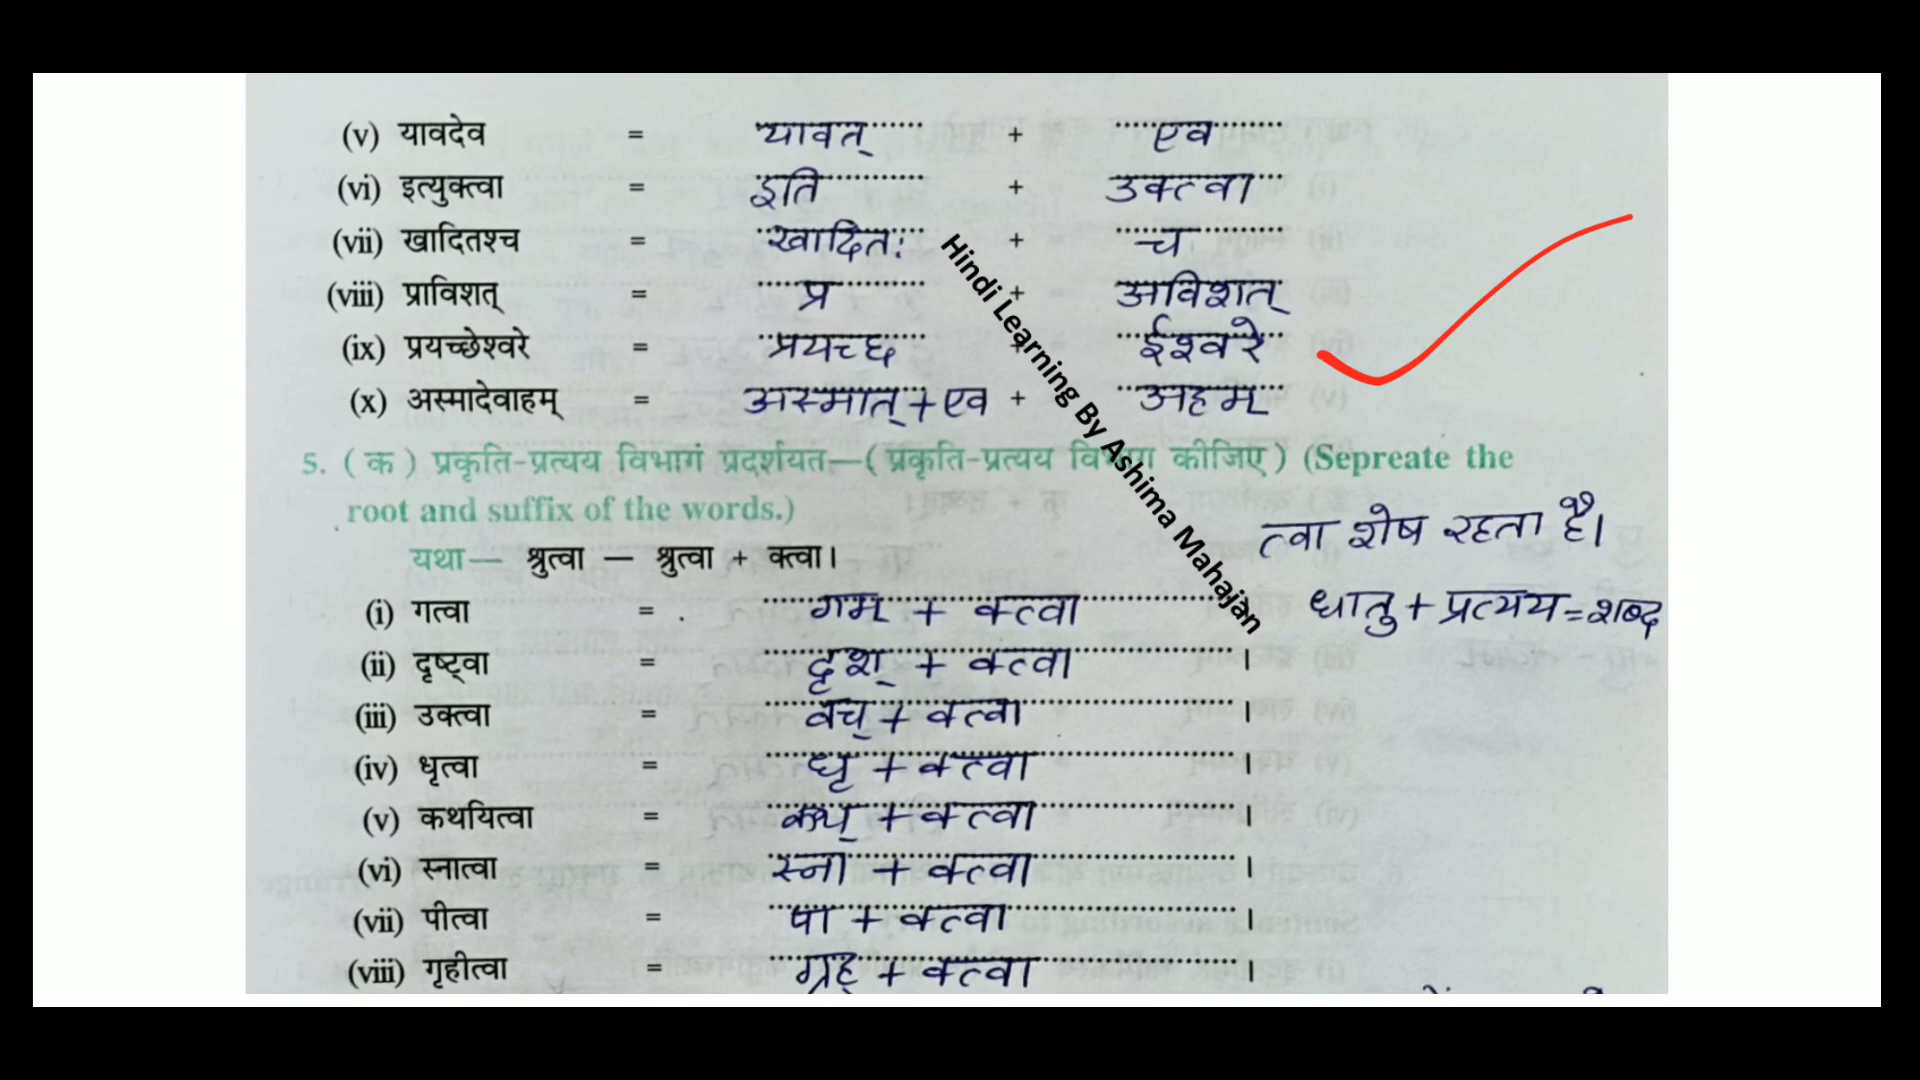 (v) यावदेव = यावत् + एव
(vi) इत्युक्त्वा = इति + उक्त्वा
(vii) खादितश्च = खादितः + च
(viii) प्राविशत् = प्र + अविशत्
(ix) प्रयच्छेश्वरे = प्रयच्छ + ईश्वरे
(x) अस्मादेवाहम् = अस्मात् + एव + अहम्
Hindi Learning By Ashima Mahajan
5. (क) प्रकृति-प्रत्यय विभागं प्रदर्शयत—(प्रकृति-प्रत्यय विभाग कीजिए) (Sepreate the
root and suffix of the words.)
त्वा शेष रहता है।
यथा— श्रुत्वा — श्रुत्वा + क्त्वा।
(i) गत्वा = गम् + क्त्वा
धातु + प्रत्यय = शब्द
(ii) दृष्ट्वा = दृश् + क्त्वा ।
(iii) उक्त्वा = वच् + क्त्वा ।
(iv) धृत्वा = धृ + क्त्वा ।
(v) कथयित्वा = कथ् + क्त्वा ।
(vi) स्नात्वा = स्ना + क्त्वा ।
(vii) पीत्वा = पा + क्त्वा ।
(viii) गृहीत्वा = ग्रह् + क्त्वा ।